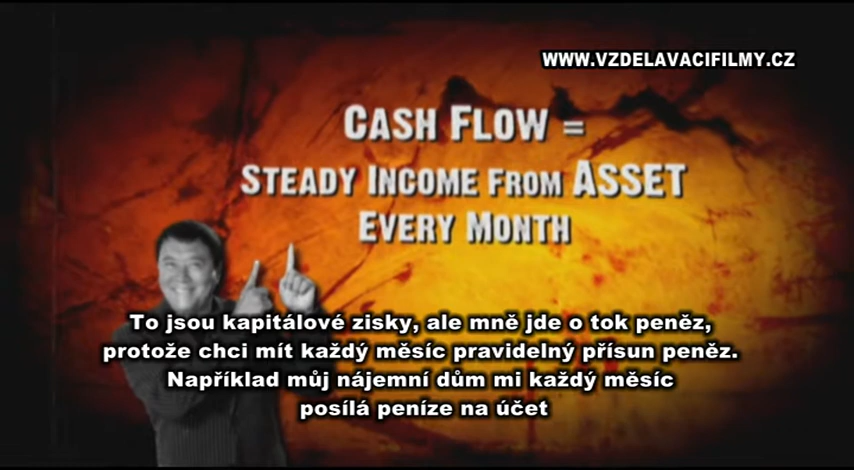 WWW.VZDELAVACIFILMY.CZ
CASH FLOW =
STEADY INCOME FROM ASSET
EVERY MONTH
To jsou kapitálové zisky, ale mně jde o tok peněz,
protože chci mít každý měsíc pravidelný přísun peněz.
Například můj nájemní dům mi každý měsíc
posílá peníze na účet